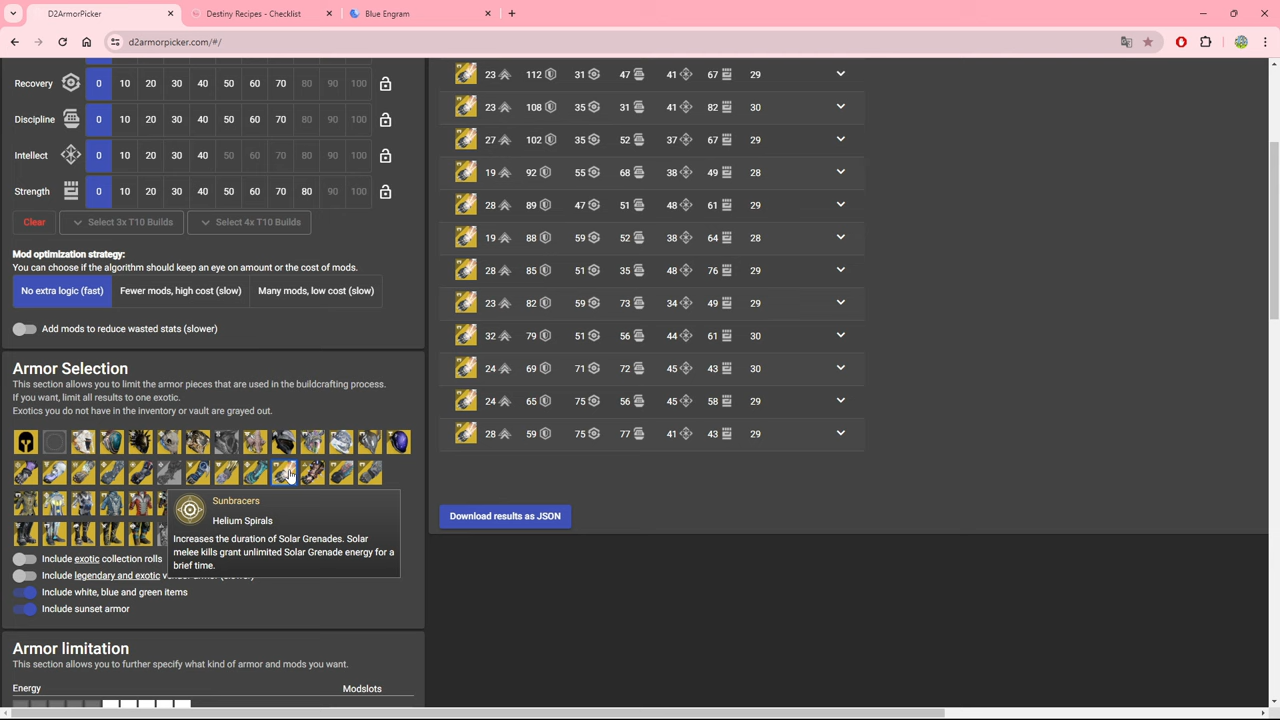 D2ArmorPicker
Destiny Recipes - Checklist
Blue Engram
d2armorpicker.com/#/
Recovery 0 10 20 30 40 50 60 70 80 90 100
Discipline 0 10 20 30 40 50 60 70 80 90 100
Intellect 0 10 20 30 40 50 60 70 80 90 100
Strength 0 10 20 30 40 50 60 70 80 90 100
Clear Select 3x T10 Builds Select 4x T10 Builds
Mod optimization strategy:
You can choose if the algorithm should keep an eye on amount or the cost of mods.
No extra logic (fast) Fewer mods, high cost (slow) Many mods, low cost (slow)
Add mods to reduce wasted stats (slower)
Armor Selection
This section allows you to limit the armor pieces that are used in the buildcrafting process.
If you want, limit all results to one exotic.
Exotics you do not have in the inventory or vault are grayed out.
Sunbracers
Helium Spirals
Increases the duration of Solar Grenades. Solar
melee kills grant unlimited Solar Grenade energy for a
brief time.
Include exotic collection rolls
Include legendary and exotic
Include white, blue and green items
Include sunset armor
Armor limitation
This section allows you to further specify what kind of armor and mods you want.
Energy Modslots
23 112 31 47 41 67 29
23 108 35 31 41 82 30
27 102 35 52 37 67 29
19 92 55 68 38 49 28
28 89 47 51 48 61 29
19 88 59 52 38 64 28
28 85 51 35 48 76 29
23 82 59 73 34 49 29
32 79 51 56 44 61 30
24 69 71 72 45 43 30
24 65 75 56 45 58 29
28 59 75 77 41 43 29
Download results as JSON